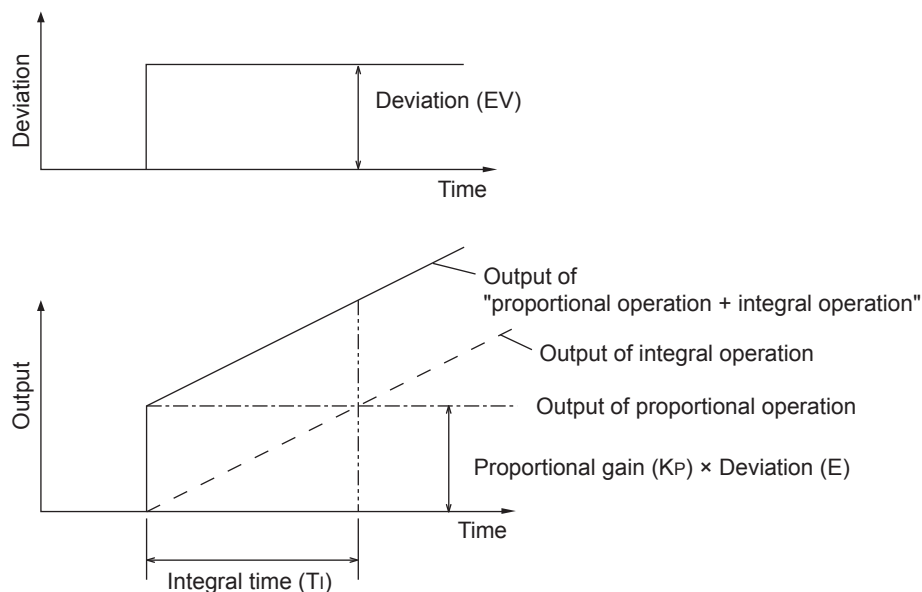 Deviation
Deviation (EV)
Time
Output of
"proportional operation + integral operation"
Output of integral operation
Output
Output of proportional operation
Proportional gain (KP) × Deviation (E)
Time
Integral time (TI)